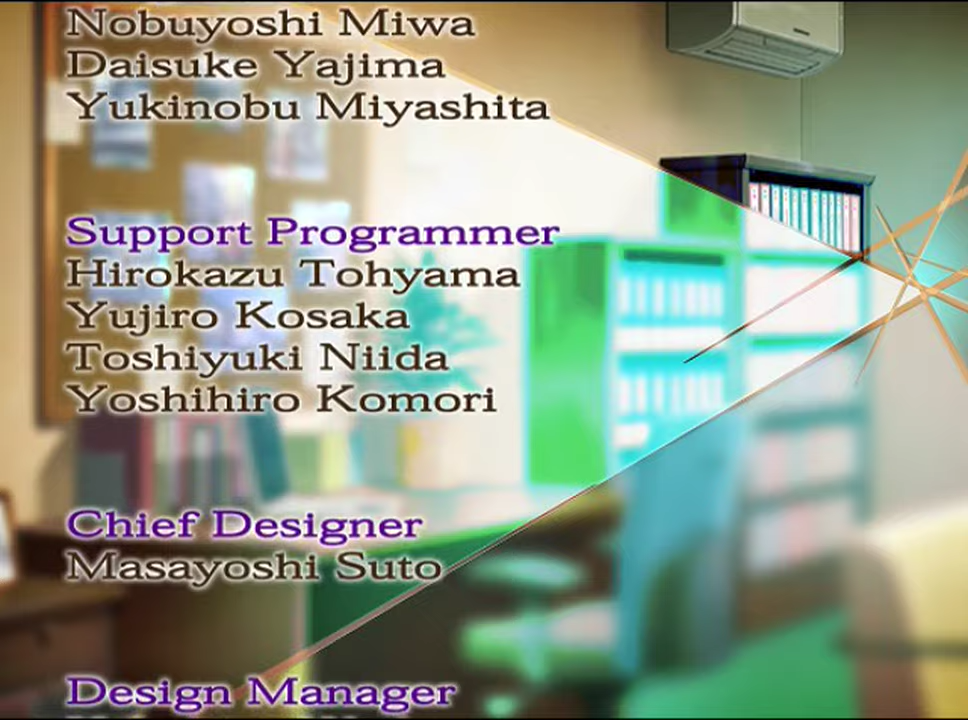 Nobuyoshi Miwa
Daisuke Yajima
Yukinobu Miyashita
Support Programmer
Hirokazu Tohyama
Yujiro Kosaka
Toshiyuki Niida
Yoshihiro Komori
Chief Designer
Masayoshi Suto
Design Manager